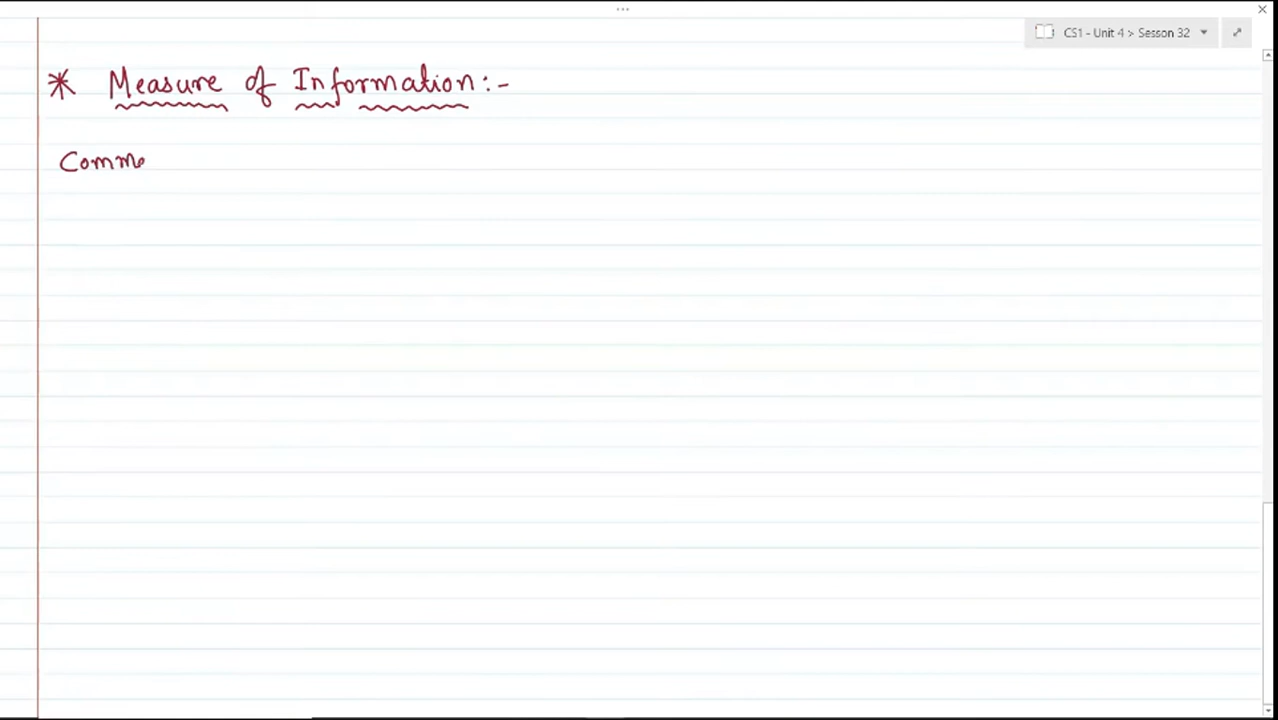 CS1 - Unit 4 > Sesson 32
* Measure of Information:-
Comm